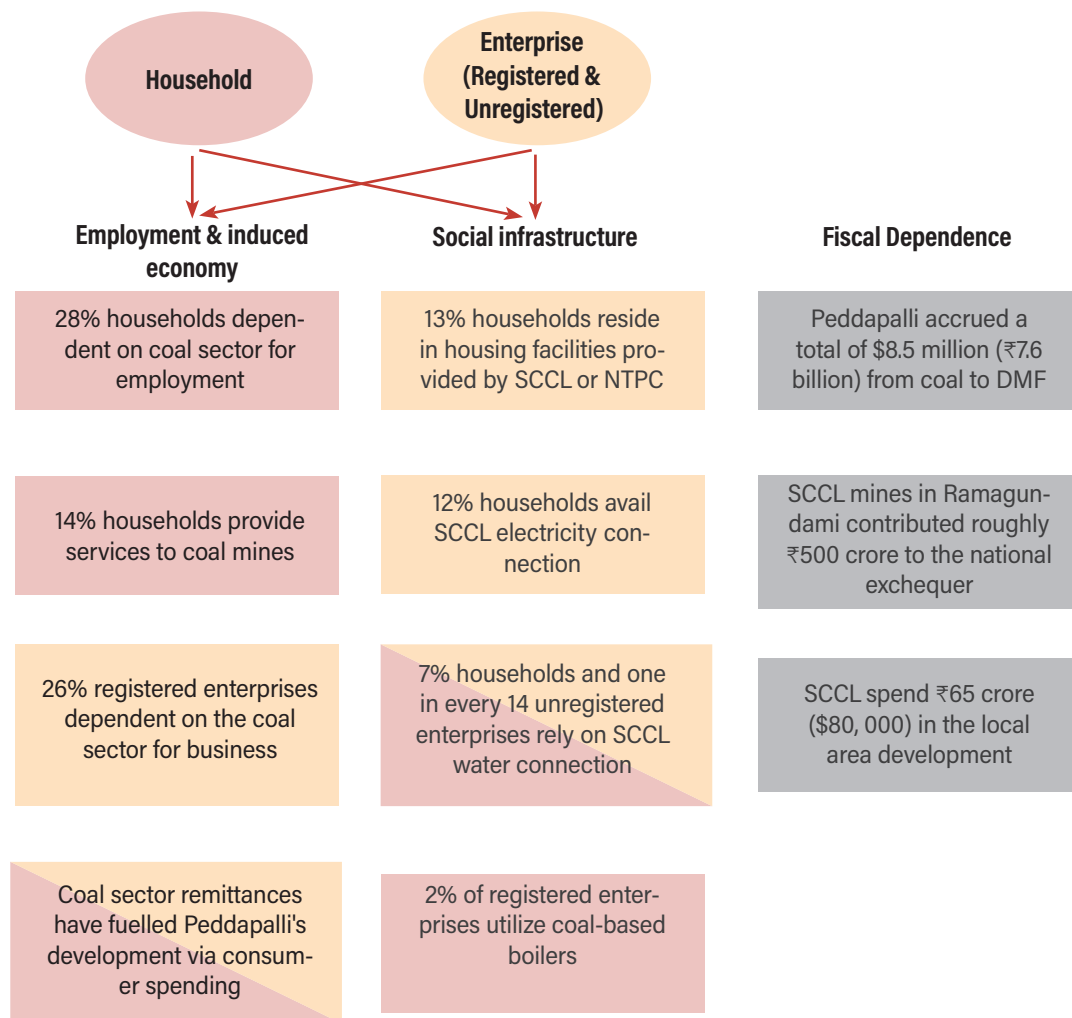 Household
Enterprise
(Registered &
Unregistered)
Employment & induced
economy
Social infrastructure
Fiscal Dependence
28% households depen-
dent on coal sector for
employment
13% households reside
in housing facilities pro-
vided by SCCL or NTPC
Peddapalli accrued a
total of $8.5 million (₹7.6
billion) from coal to DMF
14% households provide
services to coal mines
12% households avail
SCCL electricity con-
nection
SCCL mines in Ramagun-
dami contributed roughly
₹500 crore to the national
exchequer
26% registered enterprises
dependent on the coal
sector for business
7% households and one
in every 14 unregistered
enterprises rely on SCCL
water connection
SCCL spend ₹65 crore
($80, 000) in the local
area development
Coal sector remittances
have fuelled Peddapalli's
development via consum-
er spending
2% of registered enter-
prises utilize coal-based
boilers